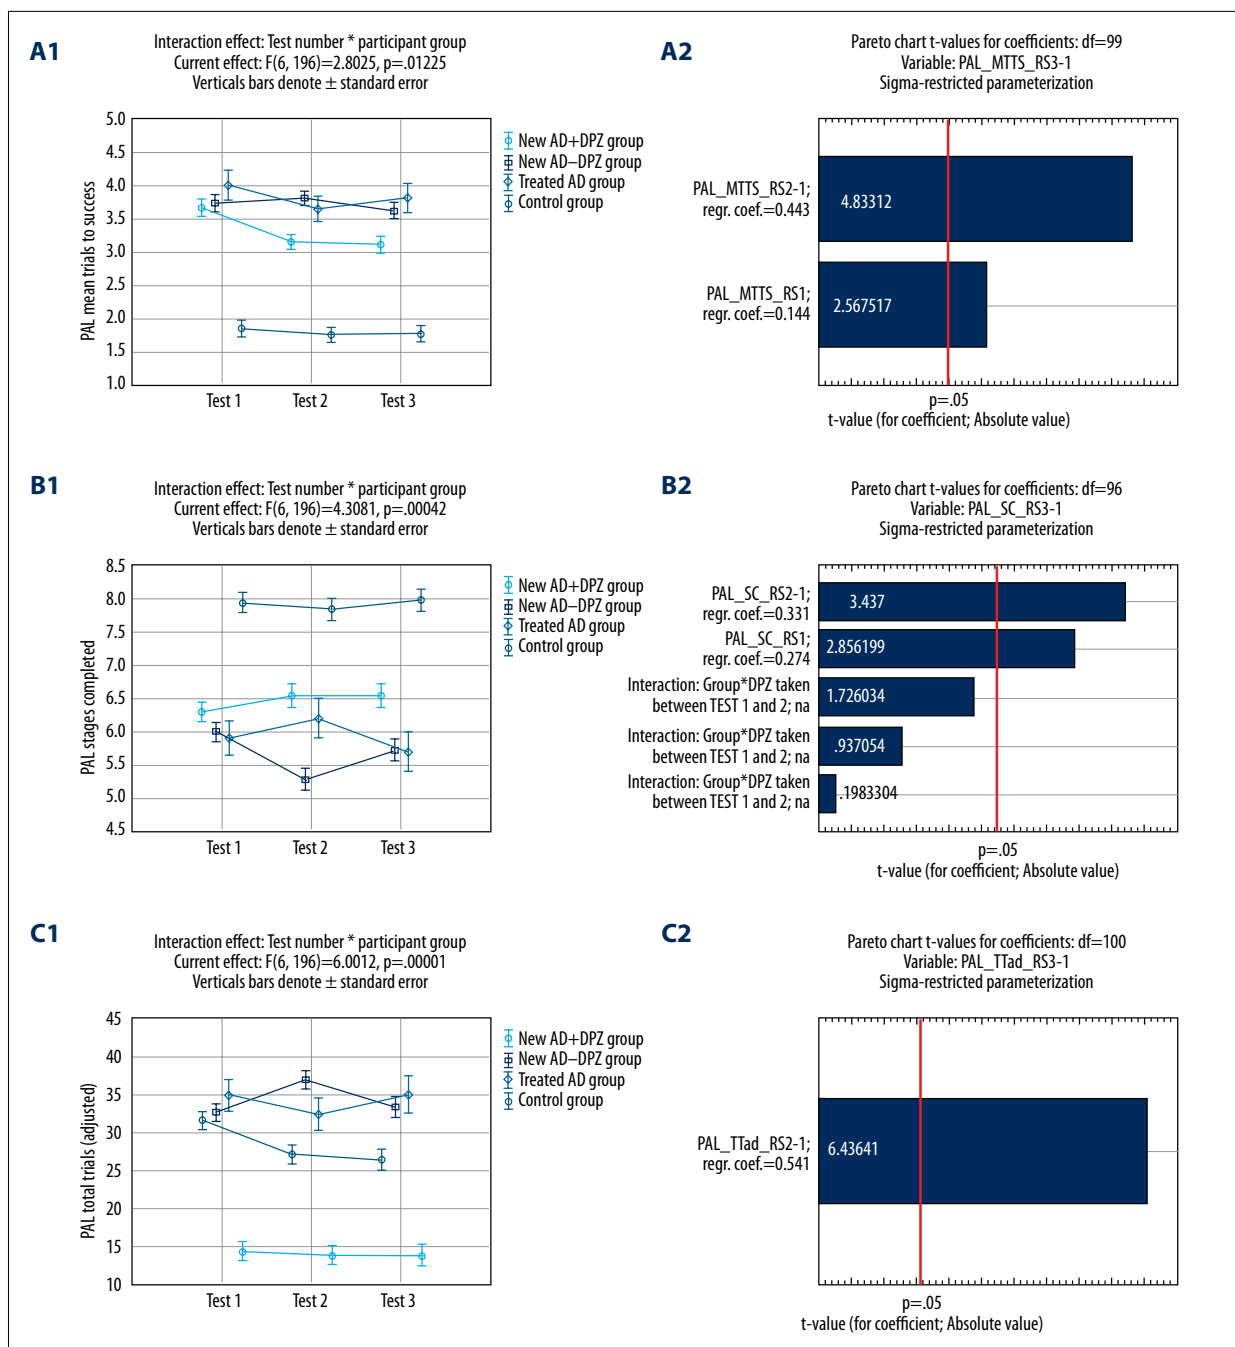 A1
Interaction effect: Test number * participant group
Current effect: F(6, 196)=2.8025, p=.01225
Verticals bars denote ± standard error
PAL mean trials to success
5.0
4.5
4.0
3.5
3.0
2.5
2.0
1.5
1.0
Test 1
Test 2
Test 3
New AD+DPZ group
New AD–DPZ group
Treated AD group
Control group
A2
Pareto chart t-values for coefficients: df=99
Variable: PAL_MTTS_RS3-1
Sigma-restricted parameterization
PAL_MTTS_RS2-1;
regr. coef.=0.443
4.83312
PAL_MTTS_RS1;
regr. coef.=0.144
2.567517
p=.05
t-value (for coefficient; Absolute value)
B1
Interaction effect: Test number * participant group
Current effect: F(6, 196)=4.3081, p=.00042
Verticals bars denote ± standard error
PAL stages completed
8.5
8.0
7.5
7.0
6.5
6.0
5.5
5.0
4.5
Test 1
Test 2
Test 3
New AD+DPZ group
New AD–DPZ group
Treated AD group
Control group
B2
Pareto chart t-values for coefficients: df=96
Variable: PAL_SC_RS3-1
Sigma-restricted parameterization
PAL_SC_RS2-1;
regr. coef.=0.331
3.437
PAL_SC_RS1;
regr. coef.=0.274
2.856199
Interaction: Group*DPZ taken
between TEST 1 and 2; na
1.726034
Interaction: Group*DPZ taken
between TEST 1 and 2; na
.937054
Interaction: Group*DPZ taken
between TEST 1 and 2; na
.1983304
p=.05
t-value (for coefficient; Absolute value)
C1
Interaction effect: Test number * participant group
Current effect: F(6, 196)=6.0012, p=.00001
Verticals bars denote ± standard error
PAL total trials (adjusted)
45
40
35
30
25
20
15
10
Test 1
Test 2
Test 3
New AD+DPZ group
New AD–DPZ group
Treated AD group
Control group
C2
Pareto chart t-values for coefficients: df=100
Variable: PAL_TTad_RS3-1
Sigma-restricted parameterization
PAL_TTad_RS2-1;
regr. coef.=0.541
6.43641
p=.05
t-value (for coefficient; Absolute value)